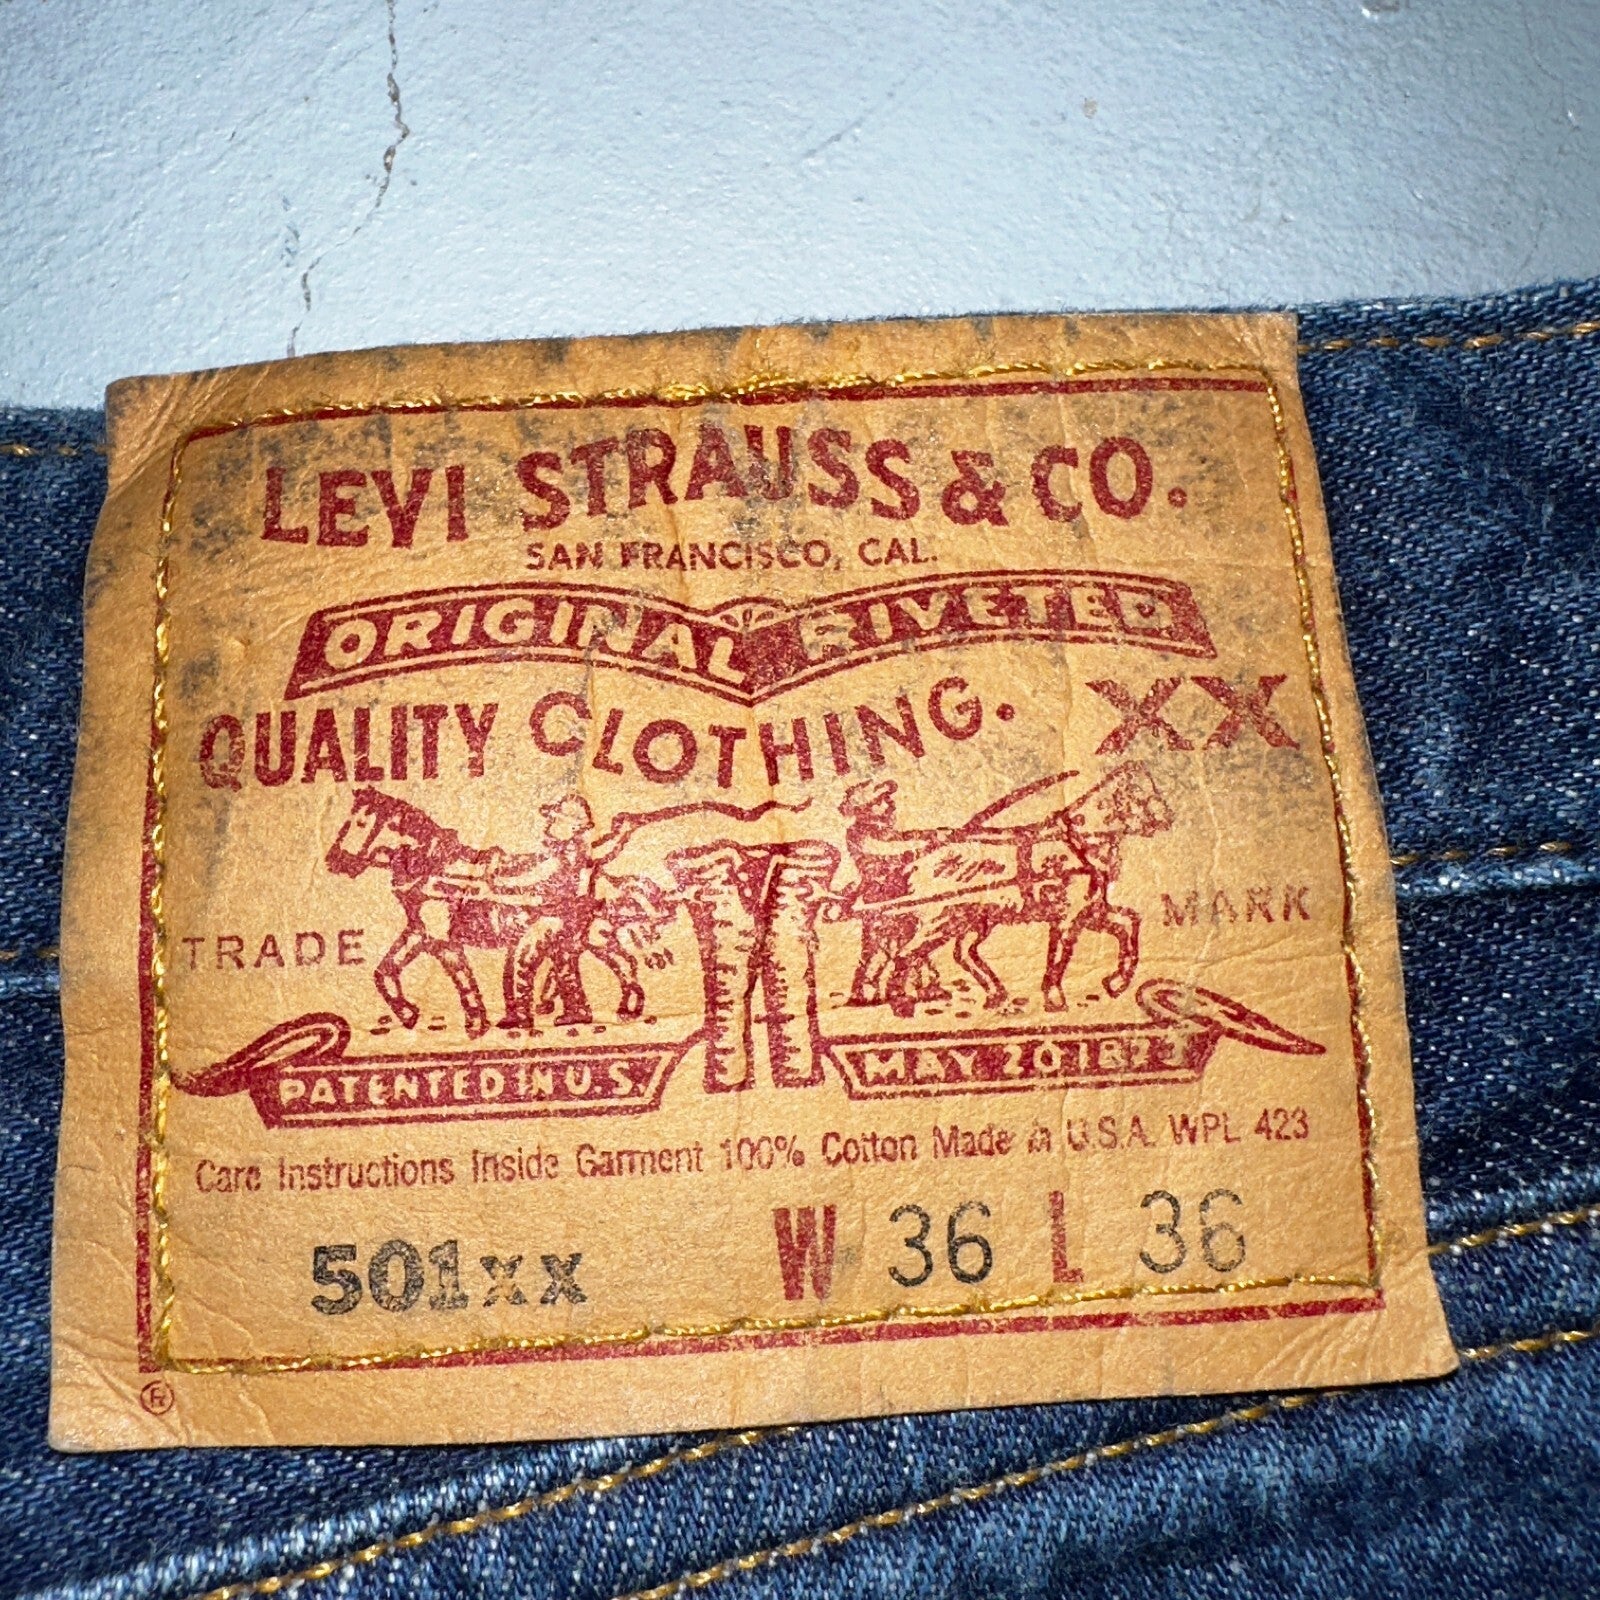 LEVI STRAUSS & CO.
SAN FRANCISCO, CAL.
ORIGINAL RIVETED
QUALITY CLOTHING. XX
TRADE MARK
PATENTED IN U.S. MAY 20 1873
Care Instructions Inside Garment 100% Cotton Made in U.S.A. WPL 423
501XX W 36 L 36
®